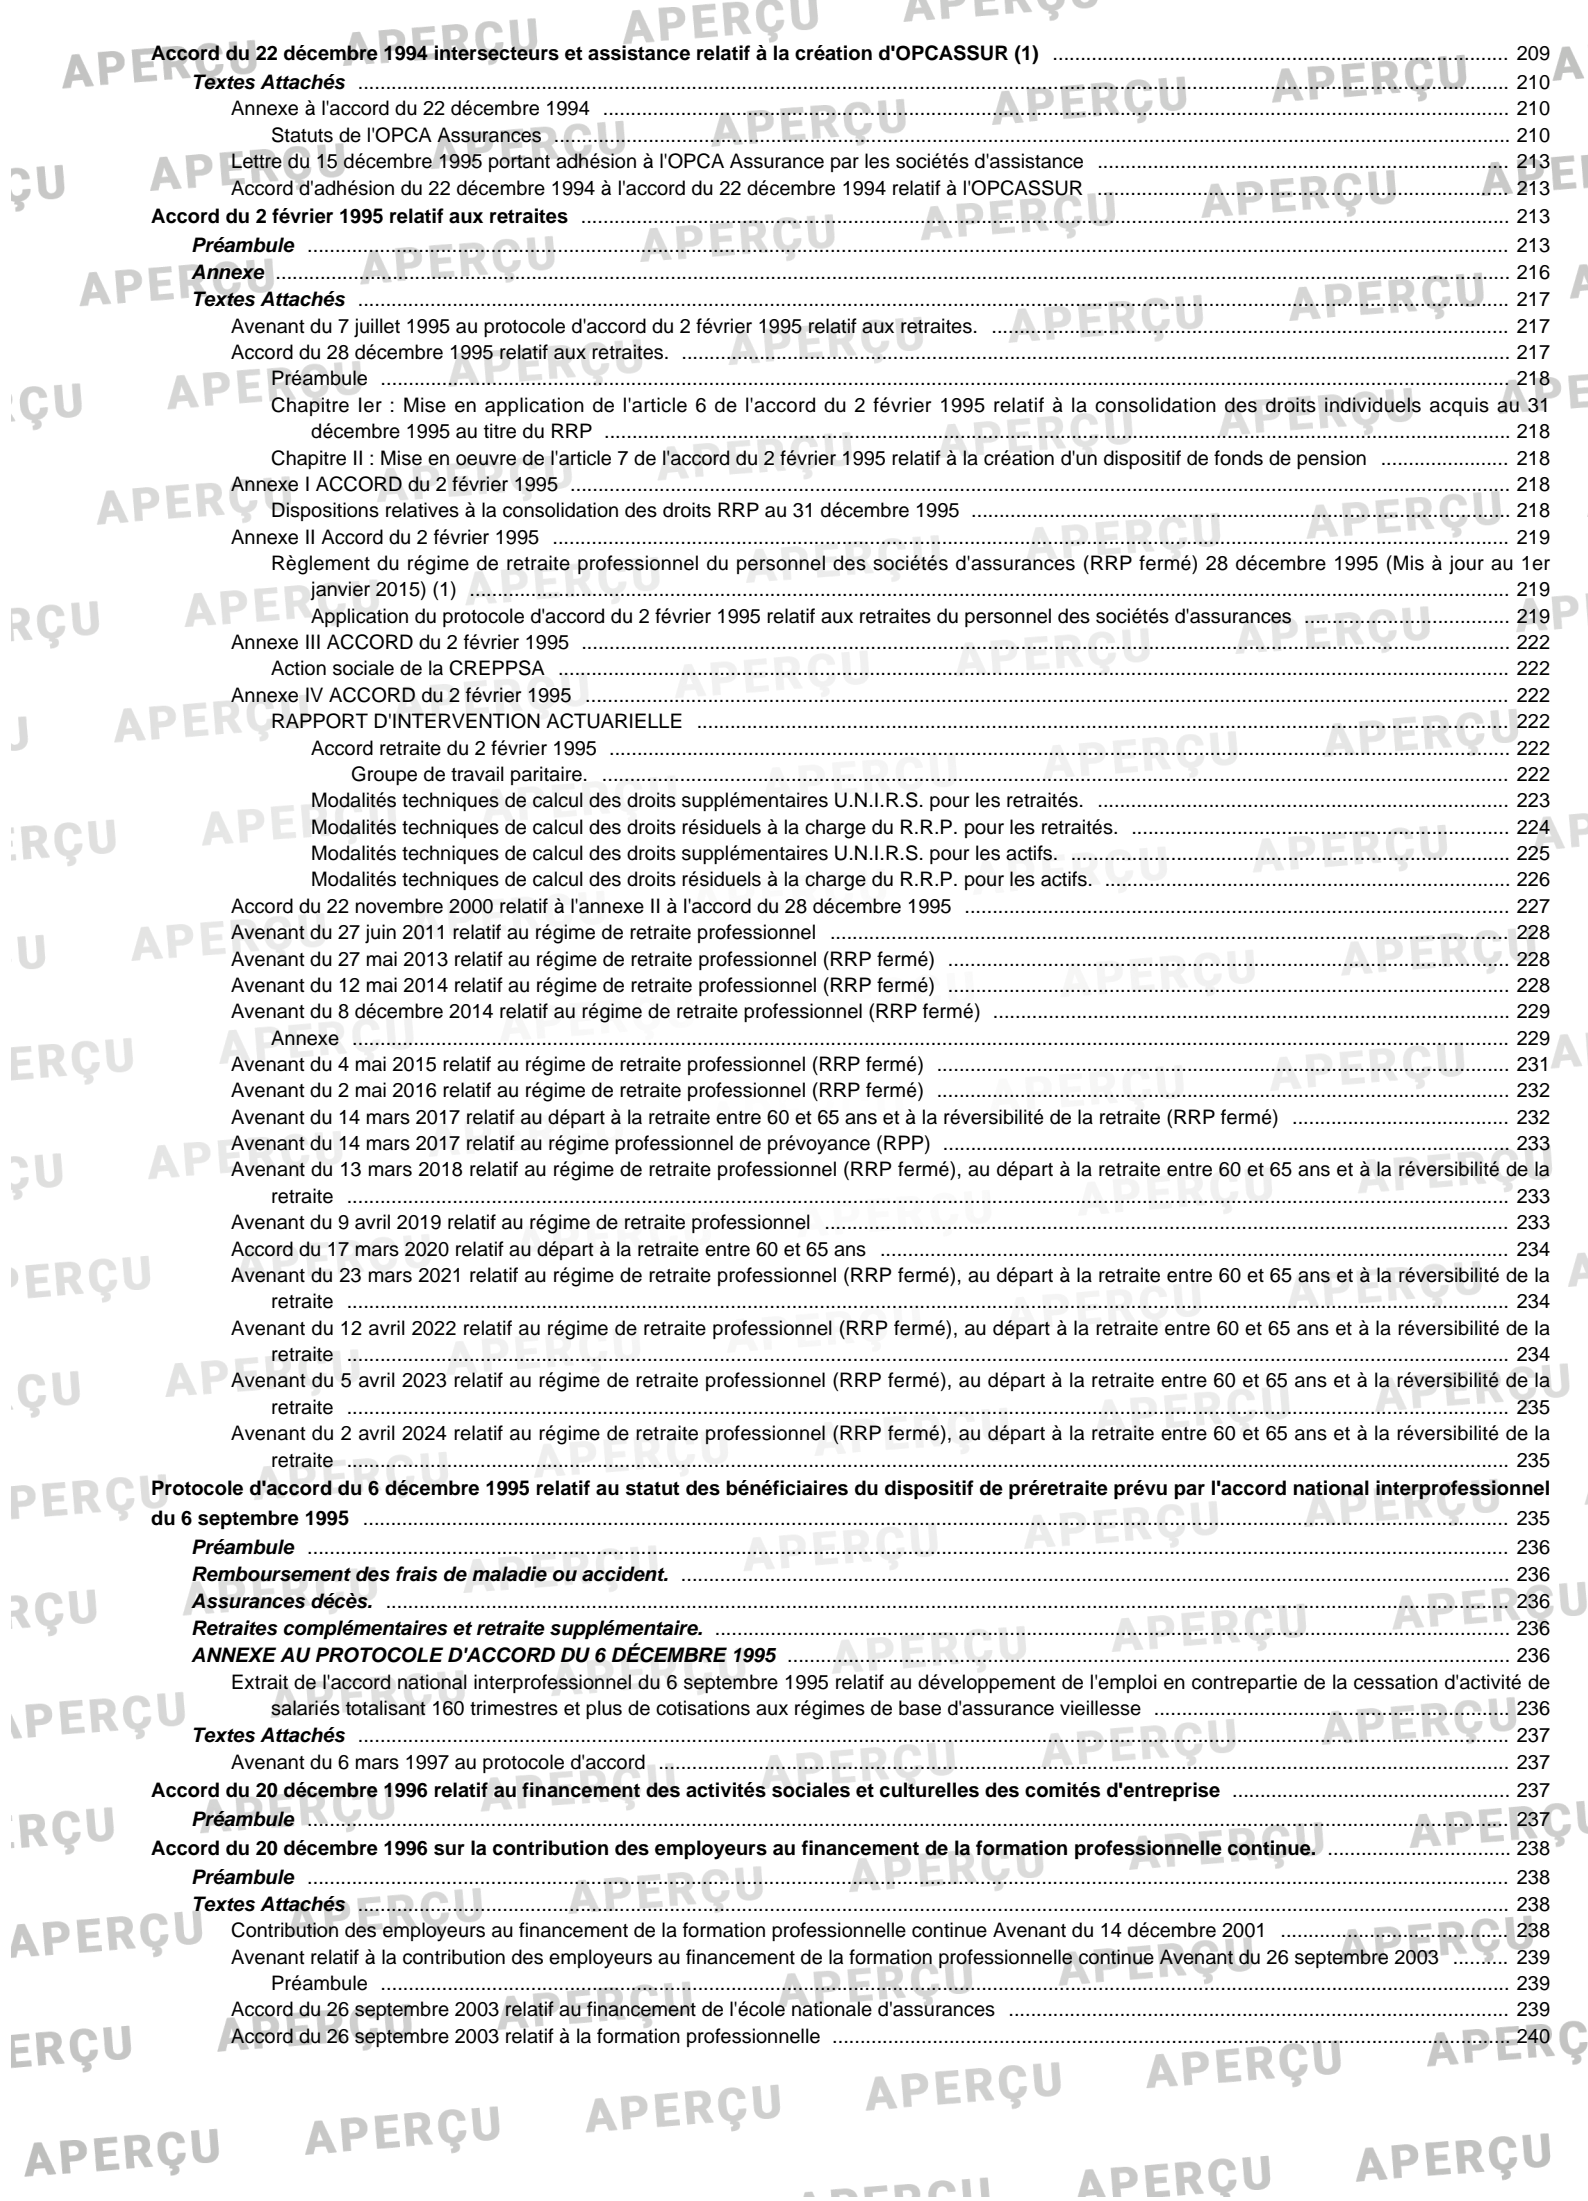 Accord du 22 décembre 1994 intersecteurs et assistance relatif à la création d'OPCASSUR (1) 209
Textes Attachés 210
Annexe à l'accord du 22 décembre 1994 210
Statuts de l'OPCA Assurances 210
Lettre du 15 décembre 1995 portant adhésion à l'OPCA Assurance par les sociétés d'assistance 213
Accord d'adhésion du 22 décembre 1994 à l'accord du 22 décembre 1994 relatif à l'OPCASSUR 213
Accord du 2 février 1995 relatif aux retraites 213
Préambule 213
Annexe 216
Textes Attachés 217
Avenant du 7 juillet 1995 au protocole d'accord du 2 février 1995 relatif aux retraites. 217
Accord du 28 décembre 1995 relatif aux retraites. 217
Préambule 218
Chapitre Ier : Mise en application de l'article 6 de l'accord du 2 février 1995 relatif à la consolidation des droits individuels acquis au 31
décembre 1995 au titre du RRP 218
Chapitre II : Mise en oeuvre de l'article 7 de l'accord du 2 février 1995 relatif à la création d'un dispositif de fonds de pension 218
Annexe I ACCORD du 2 février 1995 218
Dispositions relatives à la consolidation des droits RRP au 31 décembre 1995 218
Annexe II Accord du 2 février 1995 219
Règlement du régime de retraite professionnel du personnel des sociétés d'assurances (RRP fermé) 28 décembre 1995 (Mis à jour au 1er
janvier 2015) (1) 219
Application du protocole d'accord du 2 février 1995 relatif aux retraites du personnel des sociétés d'assurances 219
Annexe III ACCORD du 2 février 1995 222
Action sociale de la CREPPSA 222
Annexe IV ACCORD du 2 février 1995 222
RAPPORT D'INTERVENTION ACTUARIELLE 222
Accord retraite du 2 février 1995 222
Groupe de travail paritaire. 222
Modalités techniques de calcul des droits supplémentaires U.N.I.R.S. pour les retraités. 223
Modalités techniques de calcul des droits résiduels à la charge du R.R.P. pour les retraités. 224
Modalités techniques de calcul des droits supplémentaires U.N.I.R.S. pour les actifs. 225
Modalités techniques de calcul des droits résiduels à la charge du R.R.P. pour les actifs. 226
Accord du 22 novembre 2000 relatif à l'annexe II à l'accord du 28 décembre 1995 227
Avenant du 27 juin 2011 relatif au régime de retraite professionnel 228
Avenant du 27 mai 2013 relatif au régime de retraite professionnel (RRP fermé) 228
Avenant du 12 mai 2014 relatif au régime de retraite professionnel (RRP fermé) 228
Avenant du 8 décembre 2014 relatif au régime de retraite professionnel (RRP fermé) 229
Annexe 229
Avenant du 4 mai 2015 relatif au régime de retraite professionnel (RRP fermé) 231
Avenant du 2 mai 2016 relatif au régime de retraite professionnel (RRP fermé) 232
Avenant du 14 mars 2017 relatif au départ à la retraite entre 60 et 65 ans et à la réversibilité de la retraite (RRP fermé) 232
Avenant du 14 mars 2017 relatif au régime professionnel de prévoyance (RPP) 233
Avenant du 13 mars 2018 relatif au régime de retraite professionnel (RRP fermé), au départ à la retraite entre 60 et 65 ans et à la réversibilité de la
retraite 233
Avenant du 9 avril 2019 relatif au régime de retraite professionnel 233
Accord du 17 mars 2020 relatif au départ à la retraite entre 60 et 65 ans 234
Avenant du 23 mars 2021 relatif au régime de retraite professionnel (RRP fermé), au départ à la retraite entre 60 et 65 ans et à la réversibilité de la
retraite 234
Avenant du 12 avril 2022 relatif au régime de retraite professionnel (RRP fermé), au départ à la retraite entre 60 et 65 ans et à la réversibilité de la
retraite 234
Avenant du 5 avril 2023 relatif au régime de retraite professionnel (RRP fermé), au départ à la retraite entre 60 et 65 ans et à la réversibilité de la
retraite 235
Avenant du 2 avril 2024 relatif au régime de retraite professionnel (RRP fermé), au départ à la retraite entre 60 et 65 ans et à la réversibilité de la
retraite 235
Protocole d'accord du 6 décembre 1995 relatif au statut des bénéficiaires du dispositif de préretraite prévu par l'accord national interprofessionnel
du 6 septembre 1995 235
Préambule 236
Remboursement des frais de maladie ou accident. 236
Assurances décès. 236
Retraites complémentaires et retraite supplémentaire. 236
ANNEXE AU PROTOCOLE D'ACCORD DU 6 DÉCEMBRE 1995 236
Extrait de l'accord national interprofessionnel du 6 septembre 1995 relatif au développement de l'emploi en contrepartie de la cessation d'activité de
salariés totalisant 160 trimestres et plus de cotisations aux régimes de base d'assurance vieillesse 236
Textes Attachés 237
Avenant du 6 mars 1997 au protocole d'accord 237
Accord du 20 décembre 1996 relatif au financement des activités sociales et culturelles des comités d'entreprise 237
Préambule 237
Accord du 20 décembre 1996 sur la contribution des employeurs au financement de la formation professionnelle continue. 238
Préambule 238
Textes Attachés 238
Contribution des employeurs au financement de la formation professionnelle continue Avenant du 14 décembre 2001 238
Avenant relatif à la contribution des employeurs au financement de la formation professionnelle continue Avenant du 26 septembre 2003 239
Préambule 239
Accord du 26 septembre 2003 relatif au financement de l'école nationale d'assurances 239
Accord du 26 septembre 2003 relatif à la formation professionnelle 240
APERÇU